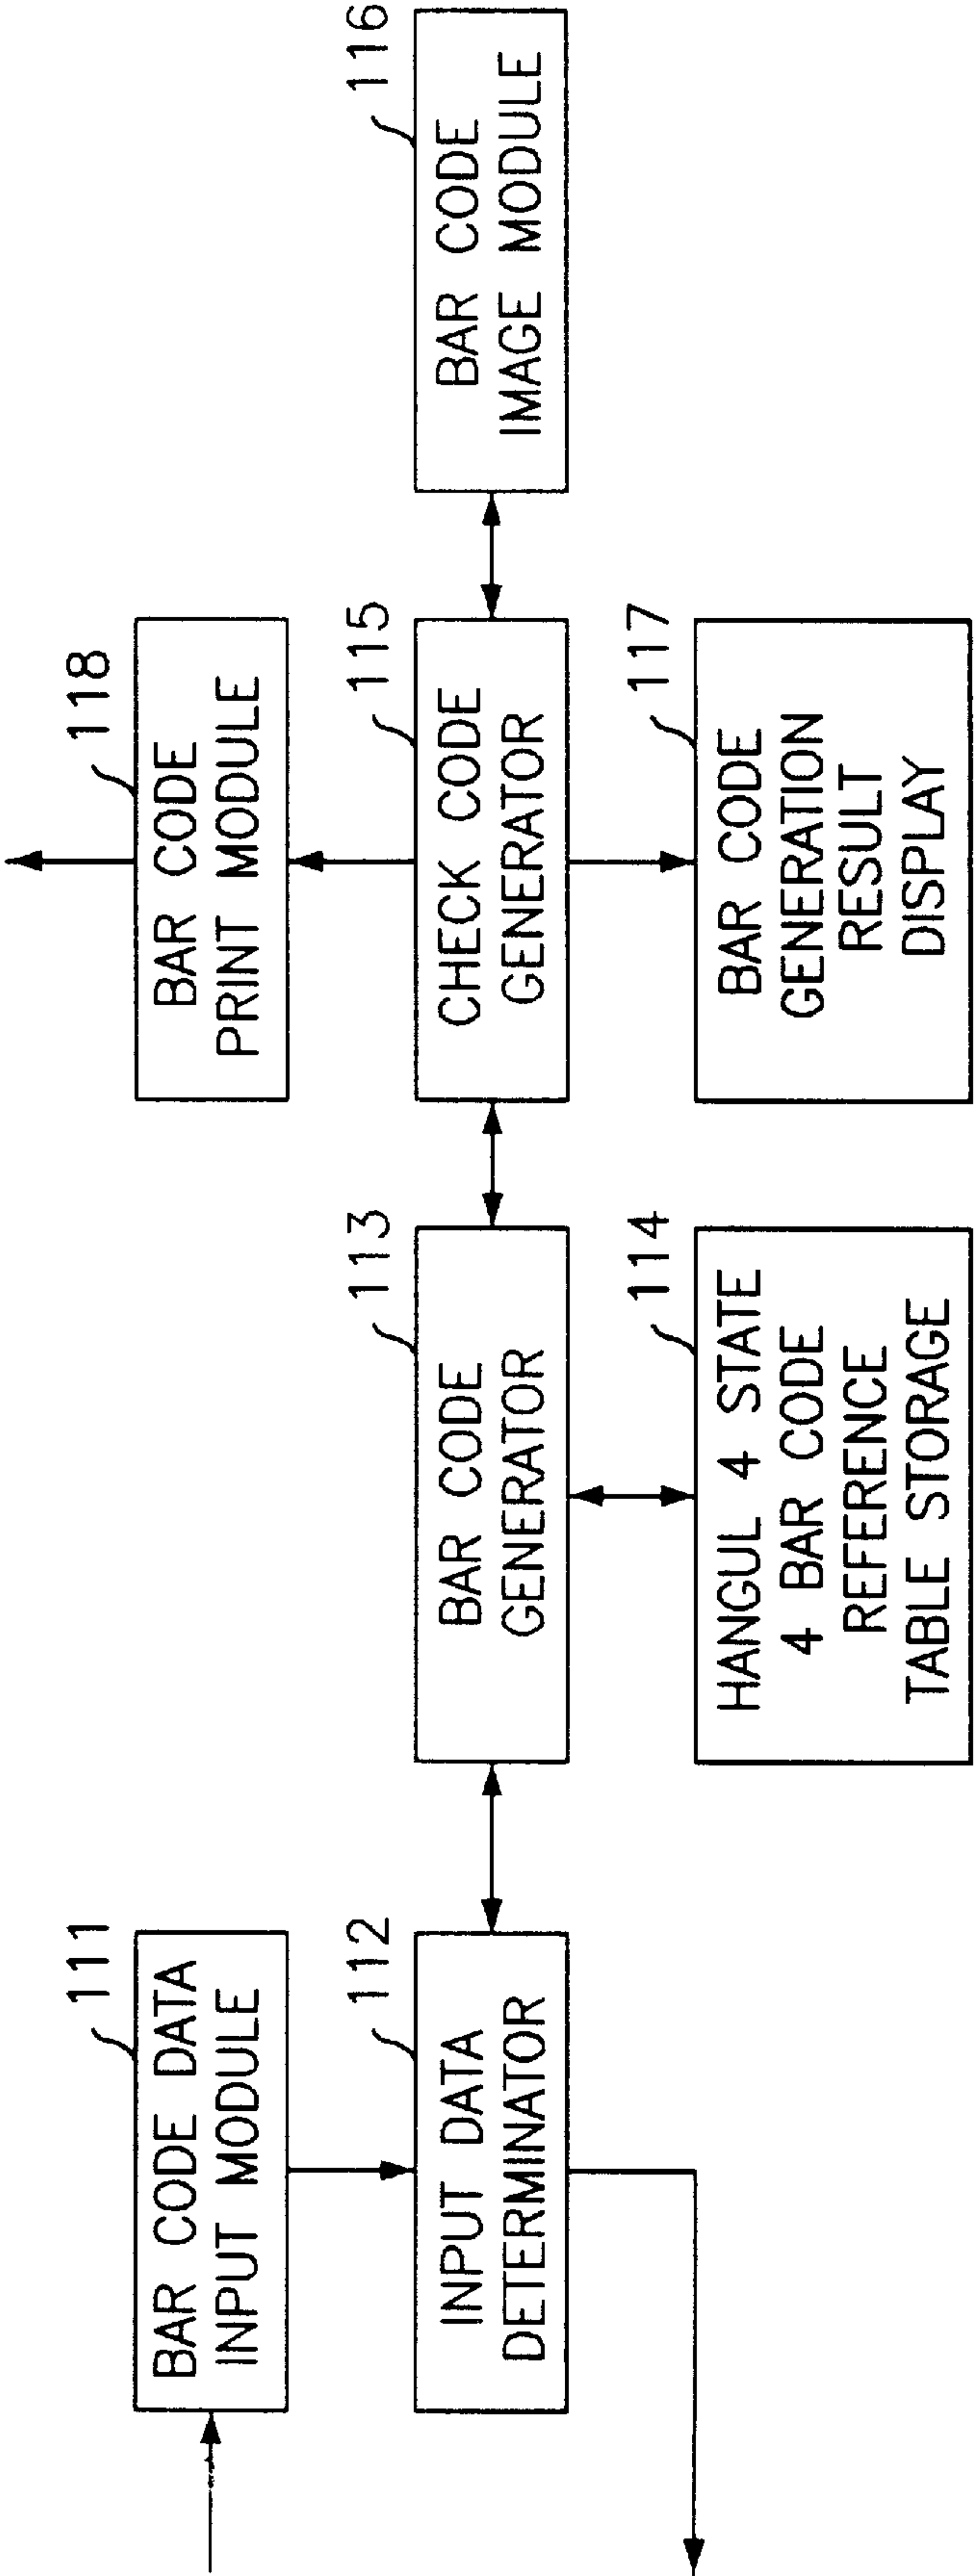 111
BAR CODE DATA
INPUT MODULE
112
INPUT DATA
DETERMINATOR
113
BAR CODE
GENERATOR
114
HANGUL 4 STATE
4 BAR CODE
REFERENCE
TABLE STORAGE
118
BAR CODE
PRINT MODULE
115
CHECK CODE
GENERATOR
117
BAR CODE
GENERATION
RESULT
DISPLAY
116
BAR CODE
IMAGE MODULE